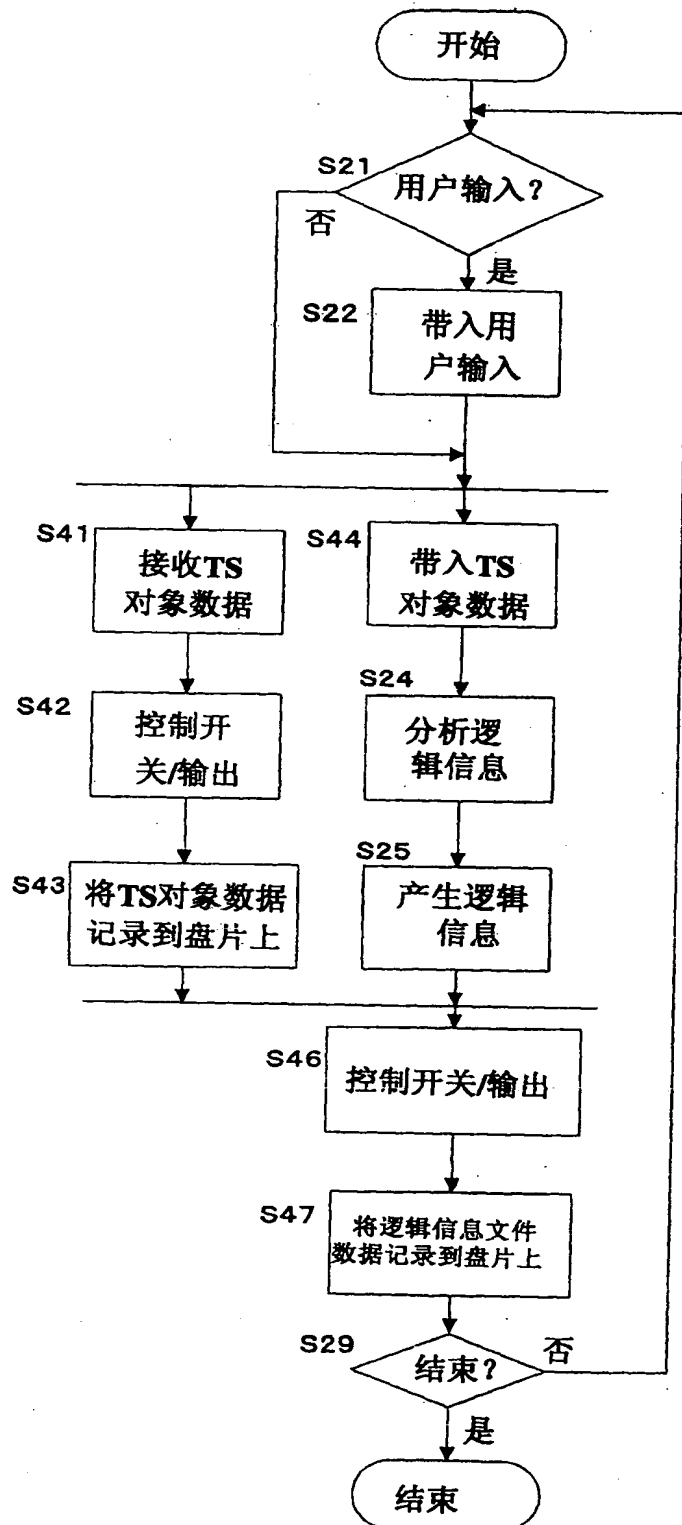 开始
S21
用户输入?
否
是
S22
带入用
户输入
S41
接收TS
对象数据
S44
带入TS
对象数据
S42
控制开
关/输出
S24
分析逻
辑信息
S43
将TS对象数据
记录到盘片上
S25
产生逻辑
信息
S46
控制开关/输出
S47
将逻辑信息文件
数据记录到盘片上
S29
结束?
否
是
结束